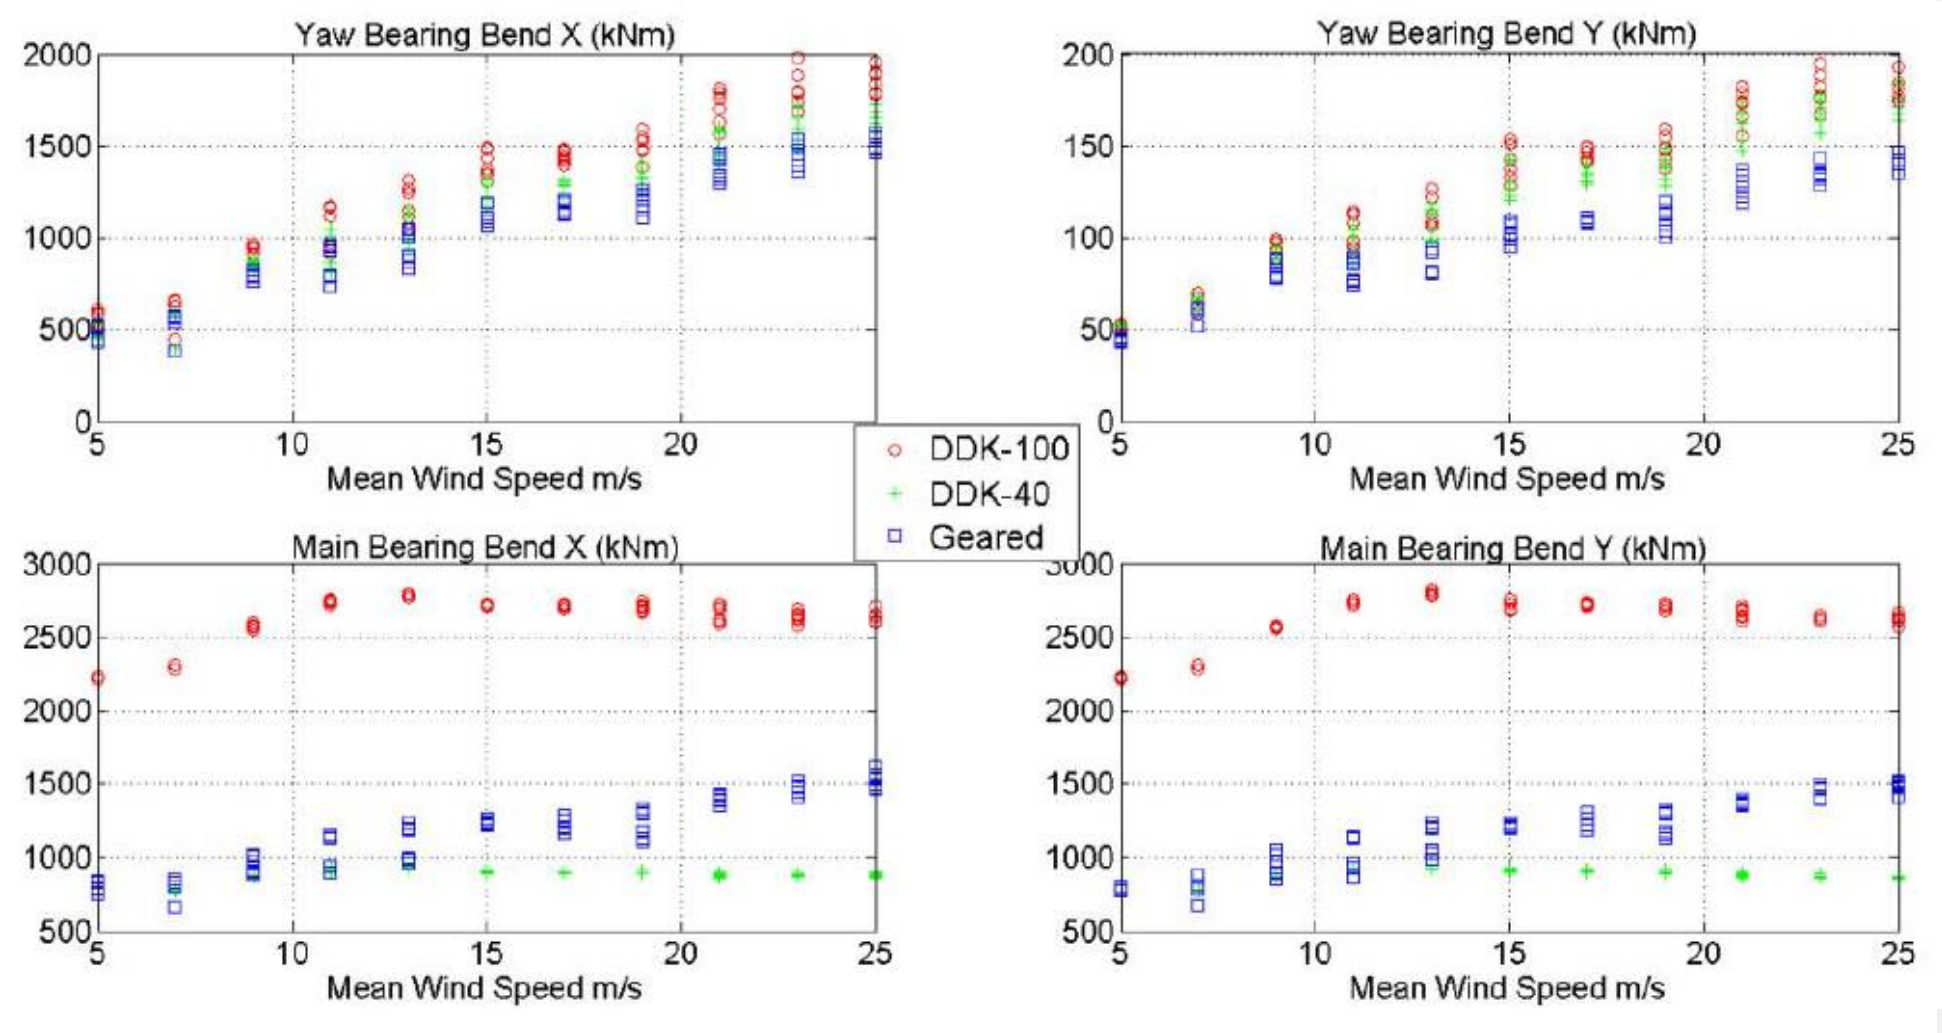 Yaw Bearing Bend X (kNm)
2000
1500
1000
500
0
5 10 15 20
Mean Wind Speed m/s
Yaw Bearing Bend Y (kNm)
200
150
100
50
0
5 10 15 20 25
Mean Wind Speed m/s
DDK-100
DDK-40
Geared
Main Bearing Bend X (kNm)
3000
2500
2000
1500
1000
500
5 10 15 20 25
Mean Wind Speed m/s
Main Bearing Bend Y (kNm)
3000
2500
2000
1500
1000
500
5 10 15 20 25
Mean Wind Speed m/s